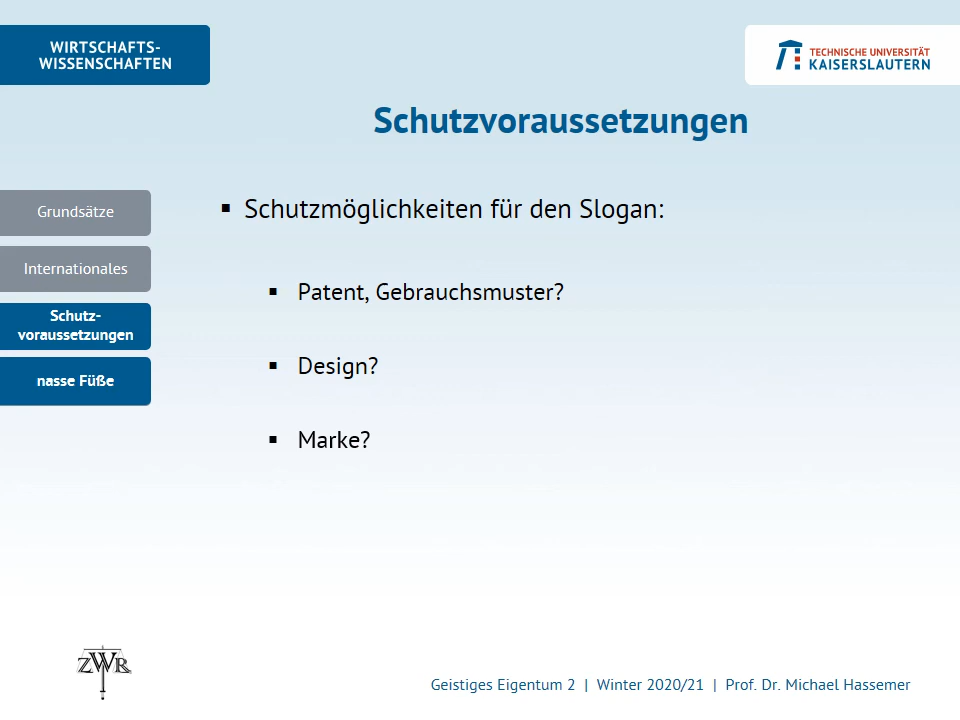 WIRTSCHAFTS-
WISSENSCHAFTEN
TECHNISCHE UNIVERSITÄT
KAISERSLAUTERN
Schutzvoraussetzungen
Grundsätze
Internationales
Schutz-
voraussetzungen
nasse Füße
▪ Schutzmöglichkeiten für den Slogan:
▪ Patent, Gebrauchsmuster?
▪ Design?
▪ Marke?
ZWR
Geistiges Eigentum 2 | Winter 2020/21 | Prof. Dr. Michael Hassemer